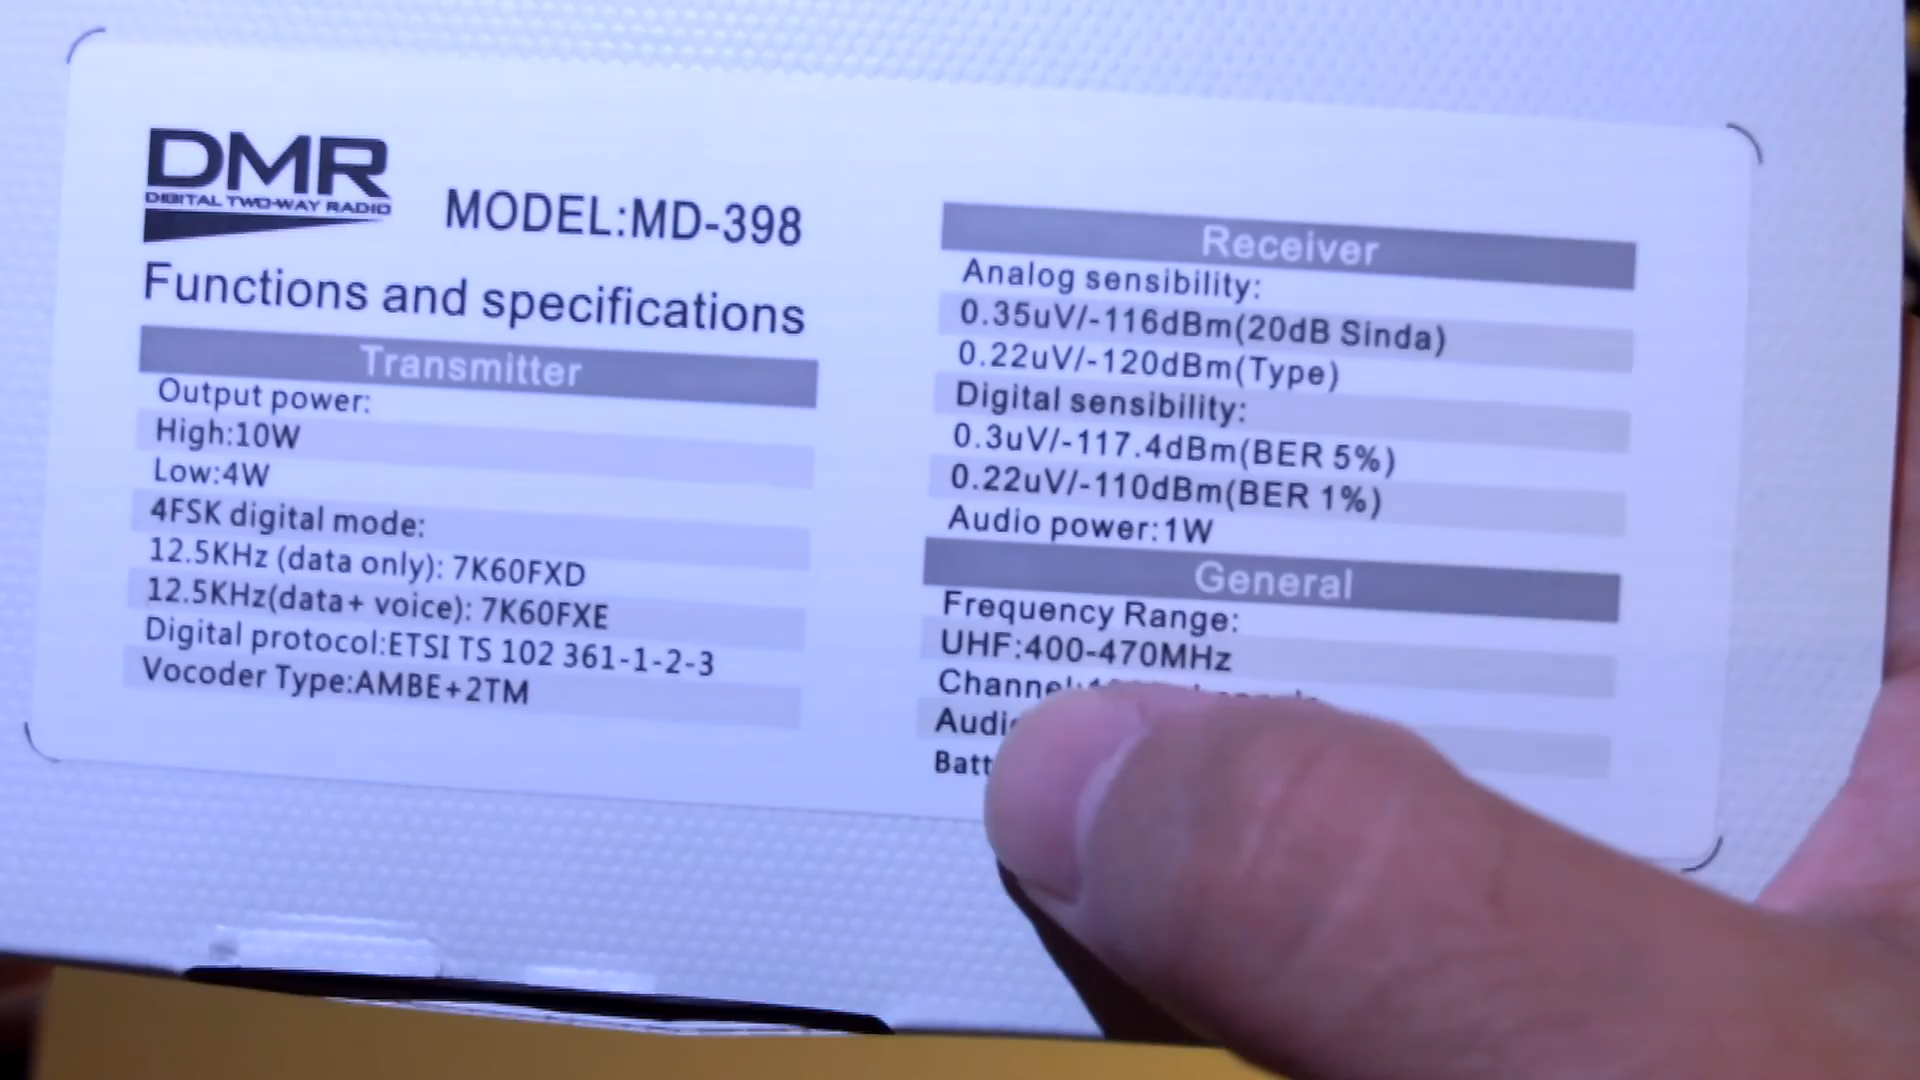 DMR
DIGITAL TWO-WAY RADIO
MODEL:MD-398
Functions and specifications
Transmitter
Output power:
High:10W
Low:4W
4FSK digital mode:
12.5KHz (data only): 7K60FXD
12.5KHz(data+ voice): 7K60FXE
Digital protocol:ETSI TS 102 361-1-2-3
Vocoder Type:AMBE+2TM
Receiver
Analog sensibility:
0.35uV/-116dBm(20dB Sinda)
0.22uV/-120dBm(Type)
Digital sensibility:
0.3uV/-117.4dBm(BER 5%)
0.22uV/-110dBm(BER 1%)
Audio power:1W
General
Frequency Range:
UHF:400-470MHz
Channel: